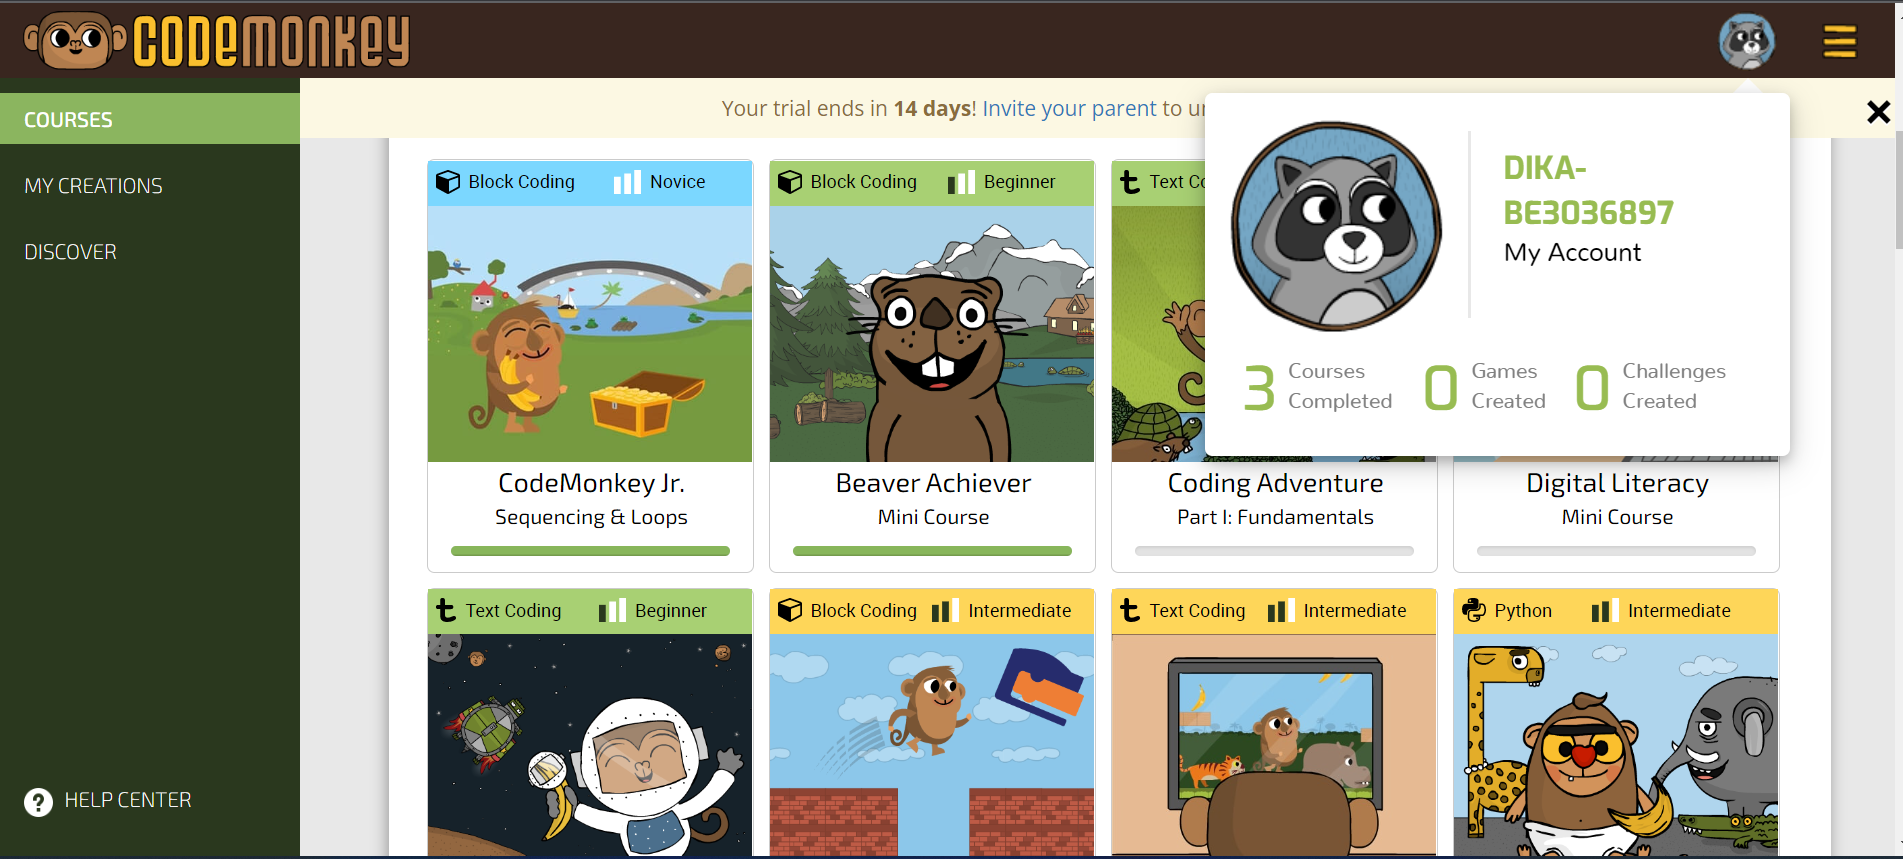 CODEMONKEY
COURSES
MY CREATIONS
DISCOVER
HELP CENTER
Your trial ends in 14 days! Invite your parent to
DIKA-
BE3036897
My Account
3 Courses Completed
0 Games Created
0 Challenges Created
Block Coding Novice
CodeMonkey Jr.
Sequencing & Loops
Block Coding Beginner
Beaver Achiever
Mini Course
Text
Coding Adventure
Part I: Fundamentals
Digital Literacy
Mini Course
Text Coding Beginner
Block Coding Intermediate
Text Coding Intermediate
Python Intermediate